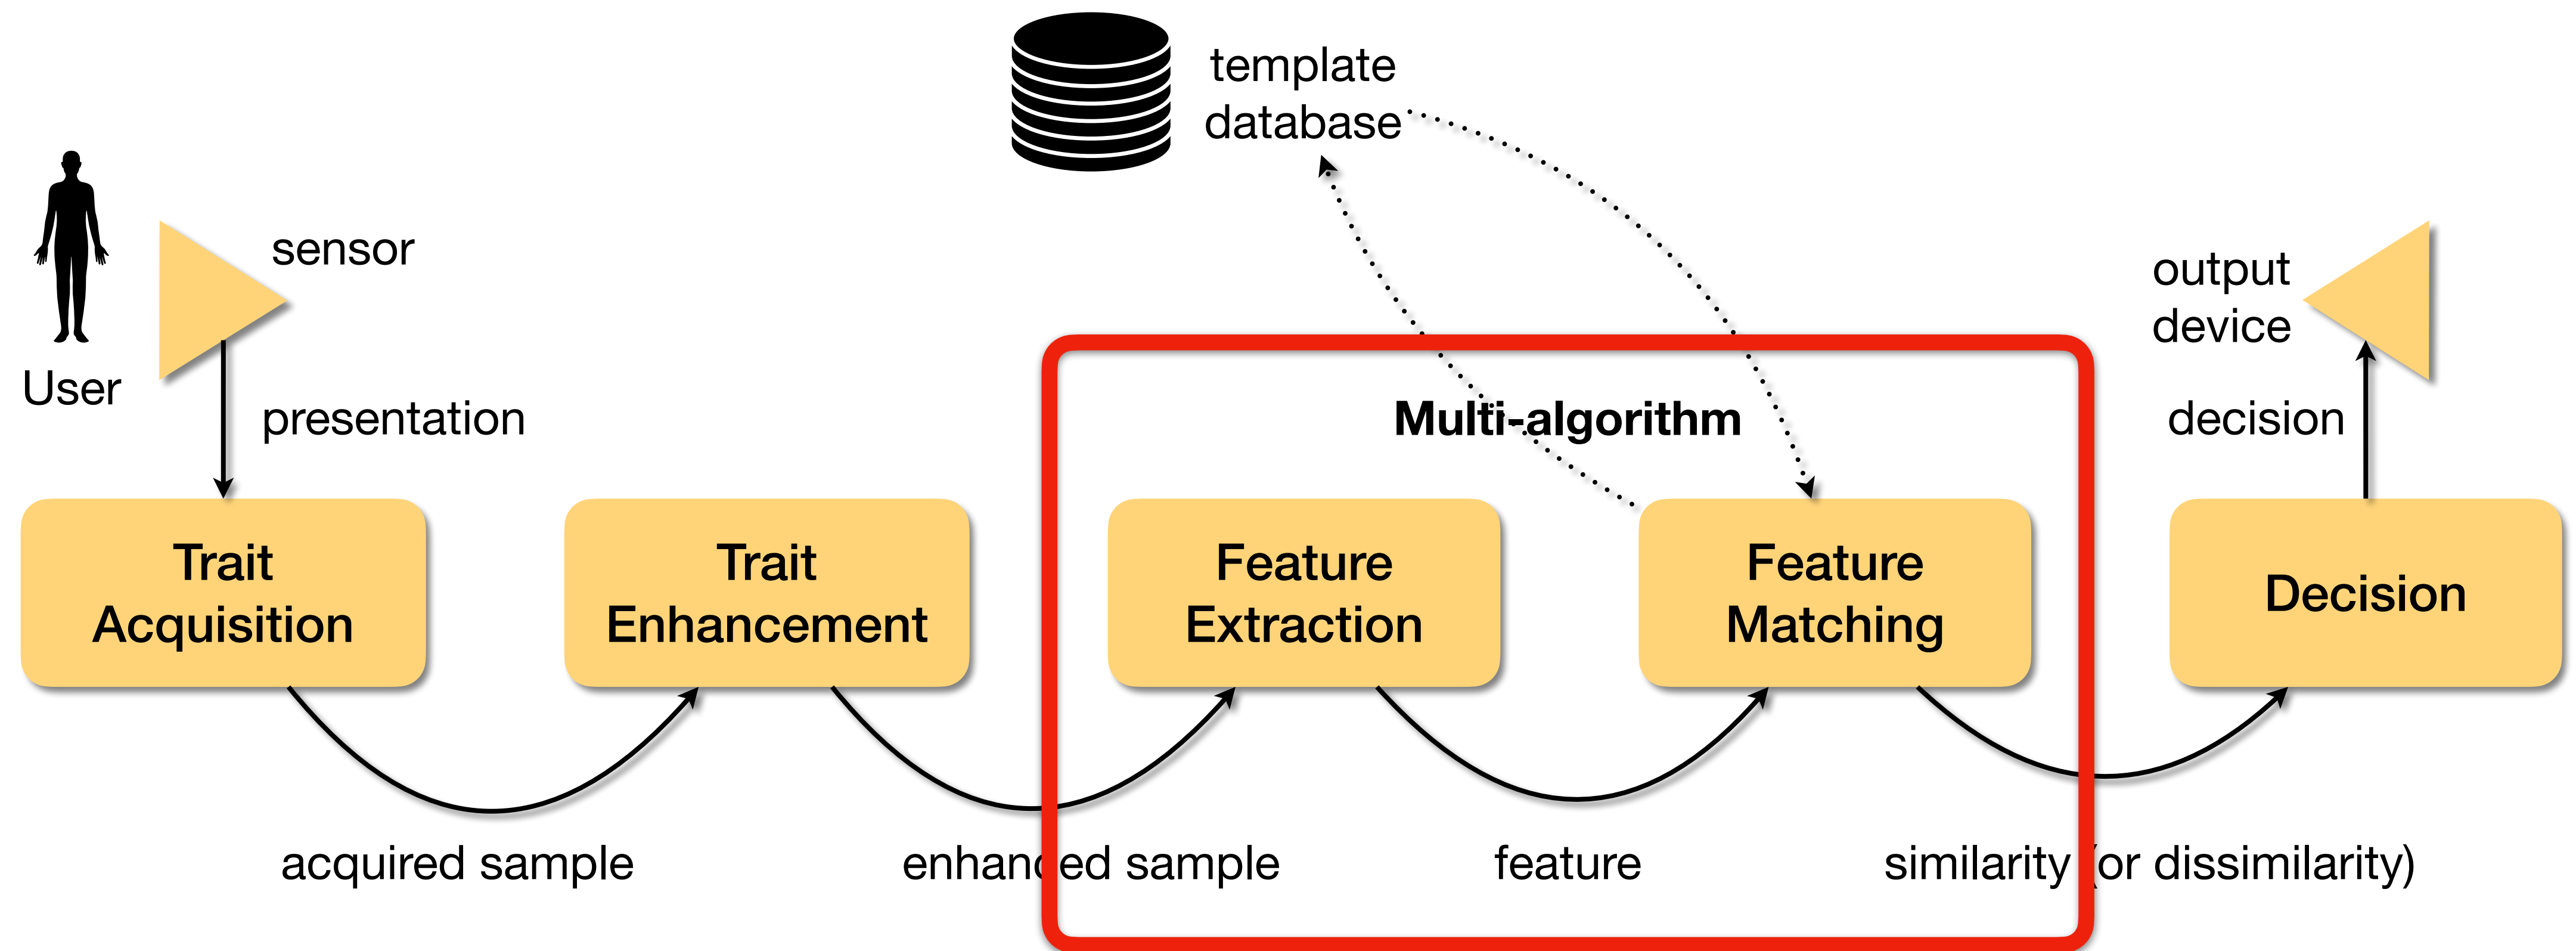 template
database
sensor
User
presentation
output
device
decision
Multi-algorithm
Trait
Acquisition
Trait
Enhancement
Feature
Extraction
Feature
Matching
Decision
acquired sample
enhanced sample
feature
similarity (or dissimilarity)